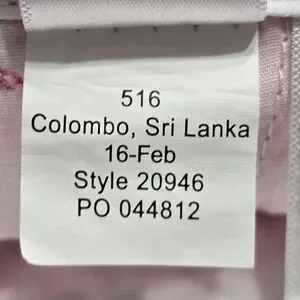 516
Colombo, Sri Lanka
16-Feb
Style 20946
PO 044812